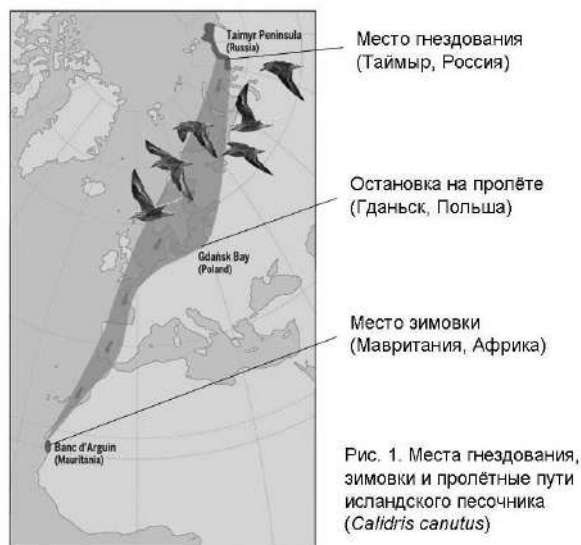 Taimyr Peninsula
(Russia)
Место гнездования
(Таймыр, Россия)
Остановка на пролёте
(Гданьск, Польша)
Gdańsk Bay
(Poland)
Место зимовки
(Мавритания, Африка)
Banc d'Arguin
(Mauritania)
Рис. 1. Места гнездования,
зимовки и пролётные пути
исландского песочника
(Calidris canutus)